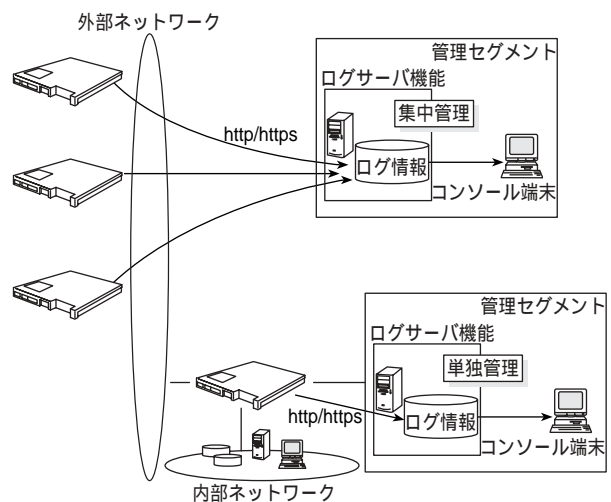 外部ネットワーク
管理セグメント
ログサーバ機能
集中管理
http/https
ログ情報
コンソール端末
管理セグメント
ログサーバ機能
単独管理
http/https
ログ情報
コンソール端末
内部ネットワーク